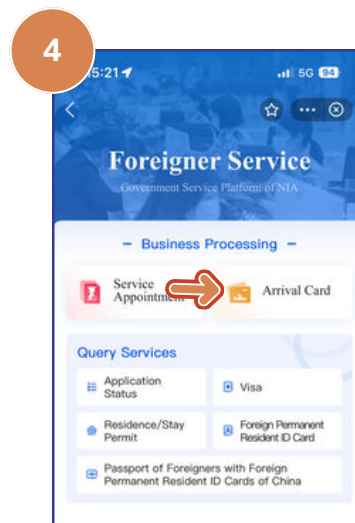 4
15:21
5G 94
Foreigner Service
Government Service Platform of NIA
Business Processing
Service
Appointment
Arrival Card
Query Services
Application
Status
Visa
Residence/Stay
Permit
Foreign Permanent
Resident ID Card
Passport of Foreigners with Foreign
Permanent Resident ID Cards of China